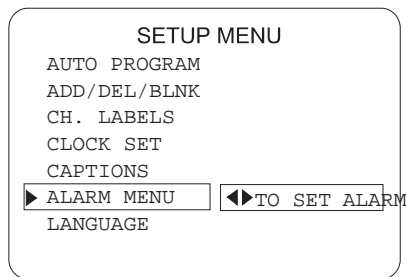 SETUP MENU
AUTO PROGRAM
ADD/DEL/BLNK
CH. LABELS
CLOCK SET
CAPTIONS
▶ ALARM MENU ◀▶TO SET ALARM
LANGUAGE